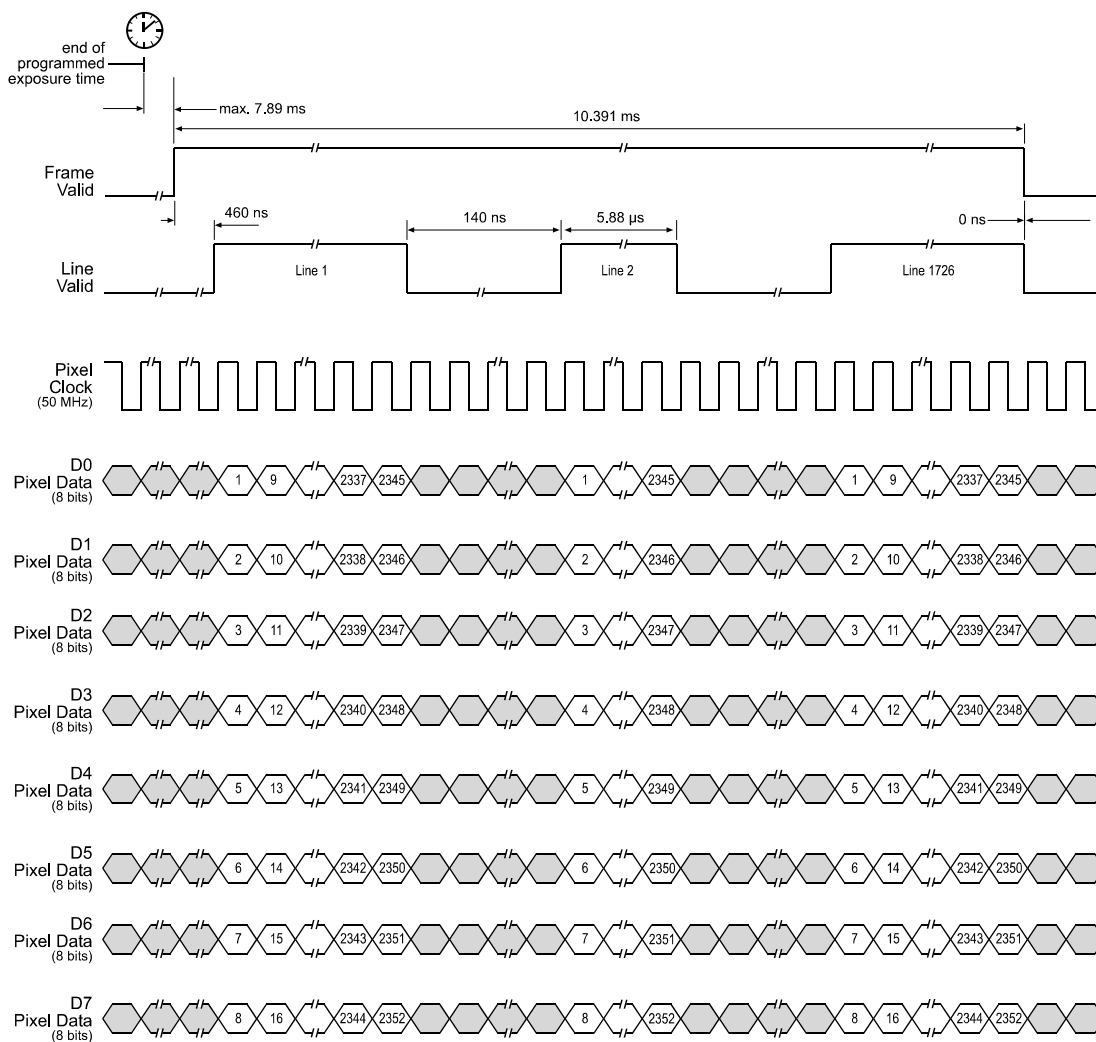 end of
programmed
exposure time
max. 7.89 ms
10.391 ms
Frame
Valid
460 ns
140 ns
5.88 µs
0 ns
Line
Valid
Line 1
Line 2
Line 1726
Pixel
Clock
(50 MHz)
D0
Pixel Data
(8 bits)
1 9 2337 2345 1 2345 1 9 2337 2345
D1
Pixel Data
(8 bits)
2 10 2338 2346 2 2346 2 10 2338 2346
D2
Pixel Data
(8 bits)
3 11 2339 2347 3 2347 3 11 2339 2347
D3
Pixel Data
(8 bits)
4 12 2340 2348 4 2348 4 12 2340 2348
D4
Pixel Data
(8 bits)
5 13 2341 2349 5 2349 5 13 2341 2349
D5
Pixel Data
(8 bits)
6 14 2342 2350 6 2350 6 14 2342 2350
D6
Pixel Data
(8 bits)
7 15 2343 2351 7 2351 7 15 2343 2351
D7
Pixel Data
(8 bits)
8 16 2344 2352 8 2352 8 16 2344 2352